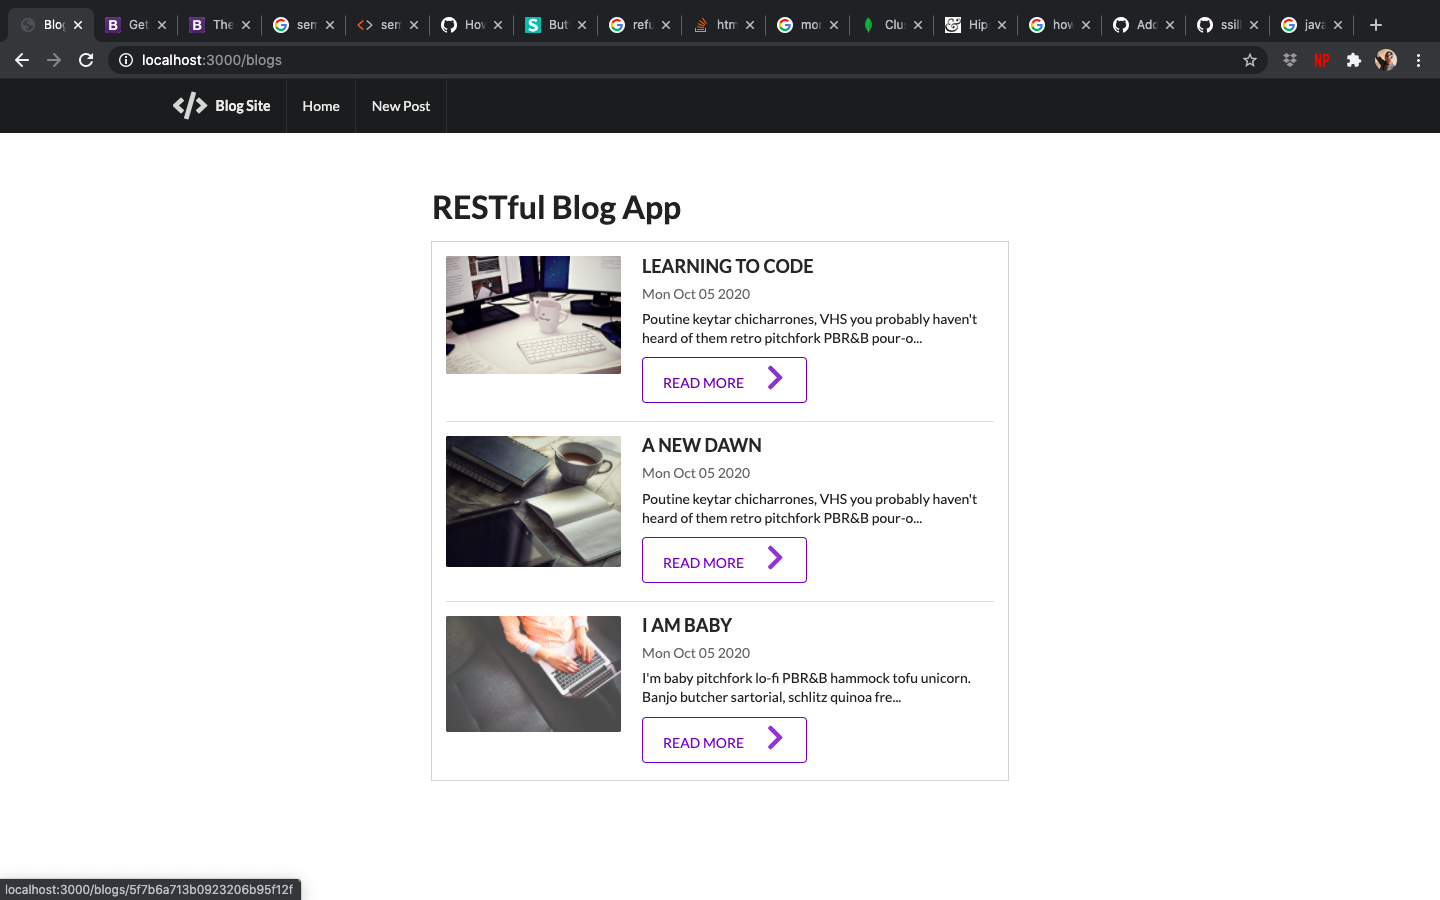 Blog
Get
The
sem
sem
How
But
refu
htm
mor
Clu
Hip
how
Add
ssill
java
localhost:3000/blogs
NP
Blog Site
Home
New Post
RESTful Blog App
LEARNING TO CODE
Mon Oct 05 2020
Poutine keytar chicharrones, VHS you probably haven't
heard of them retro pitchfork PBR&B pour-o...
READ MORE
A NEW DAWN
Mon Oct 05 2020
Poutine keytar chicharrones, VHS you probably haven't
heard of them retro pitchfork PBR&B pour-o...
READ MORE
I AM BABY
Mon Oct 05 2020
I'm baby pitchfork lo-fi PBR&B hammock tofu unicorn.
Banjo butcher sartorial, schlitz quinoa fre...
READ MORE
localhost:3000/blogs/5f7b6a713b0923206b95f12f